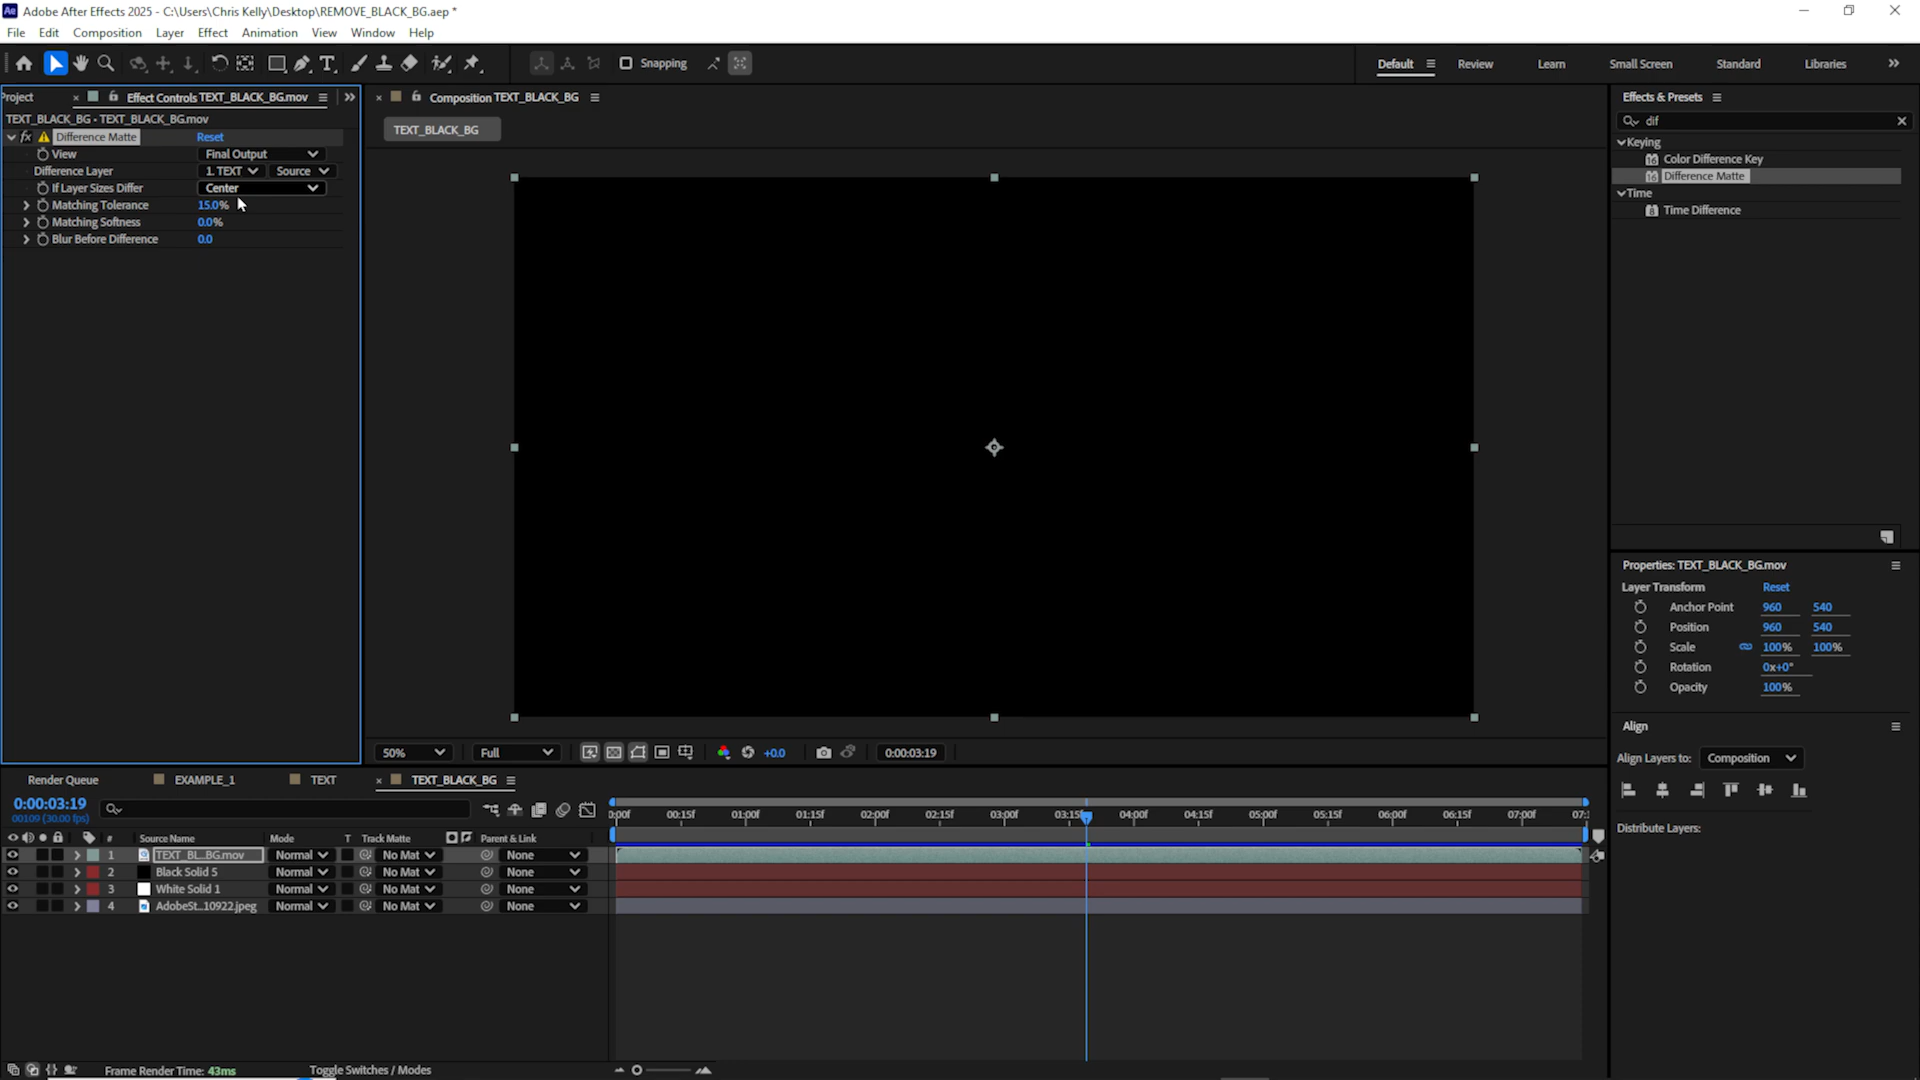 Adobe After Effects 2025 - C:\Users\Chris Kelly\Desktop\REMOVE_BLACK_BG.aep *
File Edit Composition Layer Effect Animation View Window Help
Snapping Default Review Learn Small Screen Standard Libraries
Project Effect Controls TEXT_BLACK_BG.mov
Composition TEXT_BLACK_BG
Effects & Presets
TEXT_BLACK_BG • TEXT_BLACK_BG.mov
dif
TEXT_BLACK_BG
fx Difference Matte Reset
View Final Output
Difference Layer 1. TEXT Source
If Layer Sizes Differ Center
Matching Tolerance 15.0%
Matching Softness 0.0%
Blur Before Difference 0.0
Keying
Color Difference Key
Difference Matte
Time
Time Difference
Properties: TEXT_BLACK_BG.mov
Layer Transform Reset
Anchor Point 960 540
Position 960 540
Scale 100% 100%
Rotation 0x+0°
Opacity 100%
Align
Align Layers to: Composition
Distribute Layers:
50% Full +0.0 0:00:03:19
Render Queue EXAMPLE_1 TEXT TEXT_BLACK_BG
0:00:03:19
00109 (30.00 fps)
00:15f 01:00f 01:15f 02:00f 02:15f 03:00f 03:15f 04:00f 04:15f 05:00f 05:15f 06:00f 06:15f 07:00f
# Source Name Mode T Track Matte Parent & Link
1 TEXT_BL...BG.mov Normal No Mat None
2 Black Solid 5 Normal No Mat None
3 White Solid 1 Normal No Mat None
4 AdobeSt...10922.jpeg Normal No Mat None
Frame Render Time: 43ms Toggle Switches / Modes